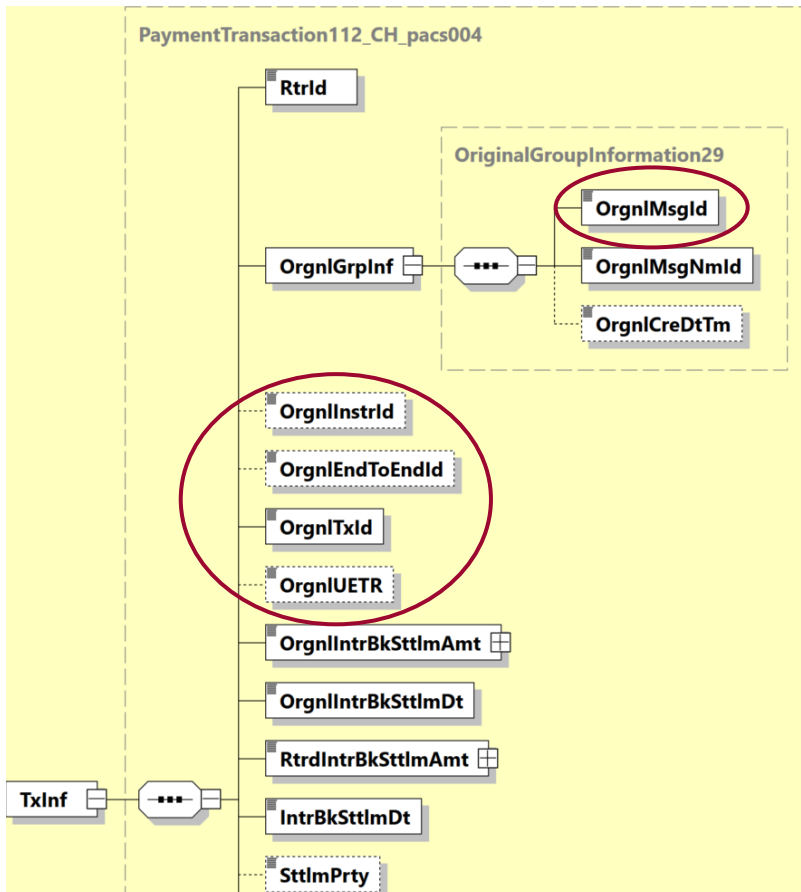 PaymentTransaction112_CH_pacs004
RtrId
OriginalGroupInformation29
OrgnlMsgId
OrgnlGrpInf
OrgnlMsgNmId
OrgnlCreDtTm
OrgnlInstrId
OrgnlEndToEndId
OrgnlTxId
OrgnlUETR
OrgnlIntrBkSttlmAmt
OrgnlIntrBkSttlmDt
RtrdIntrBkSttlmAmt
TxInf
IntrBkSttlmDt
SttlmPrty